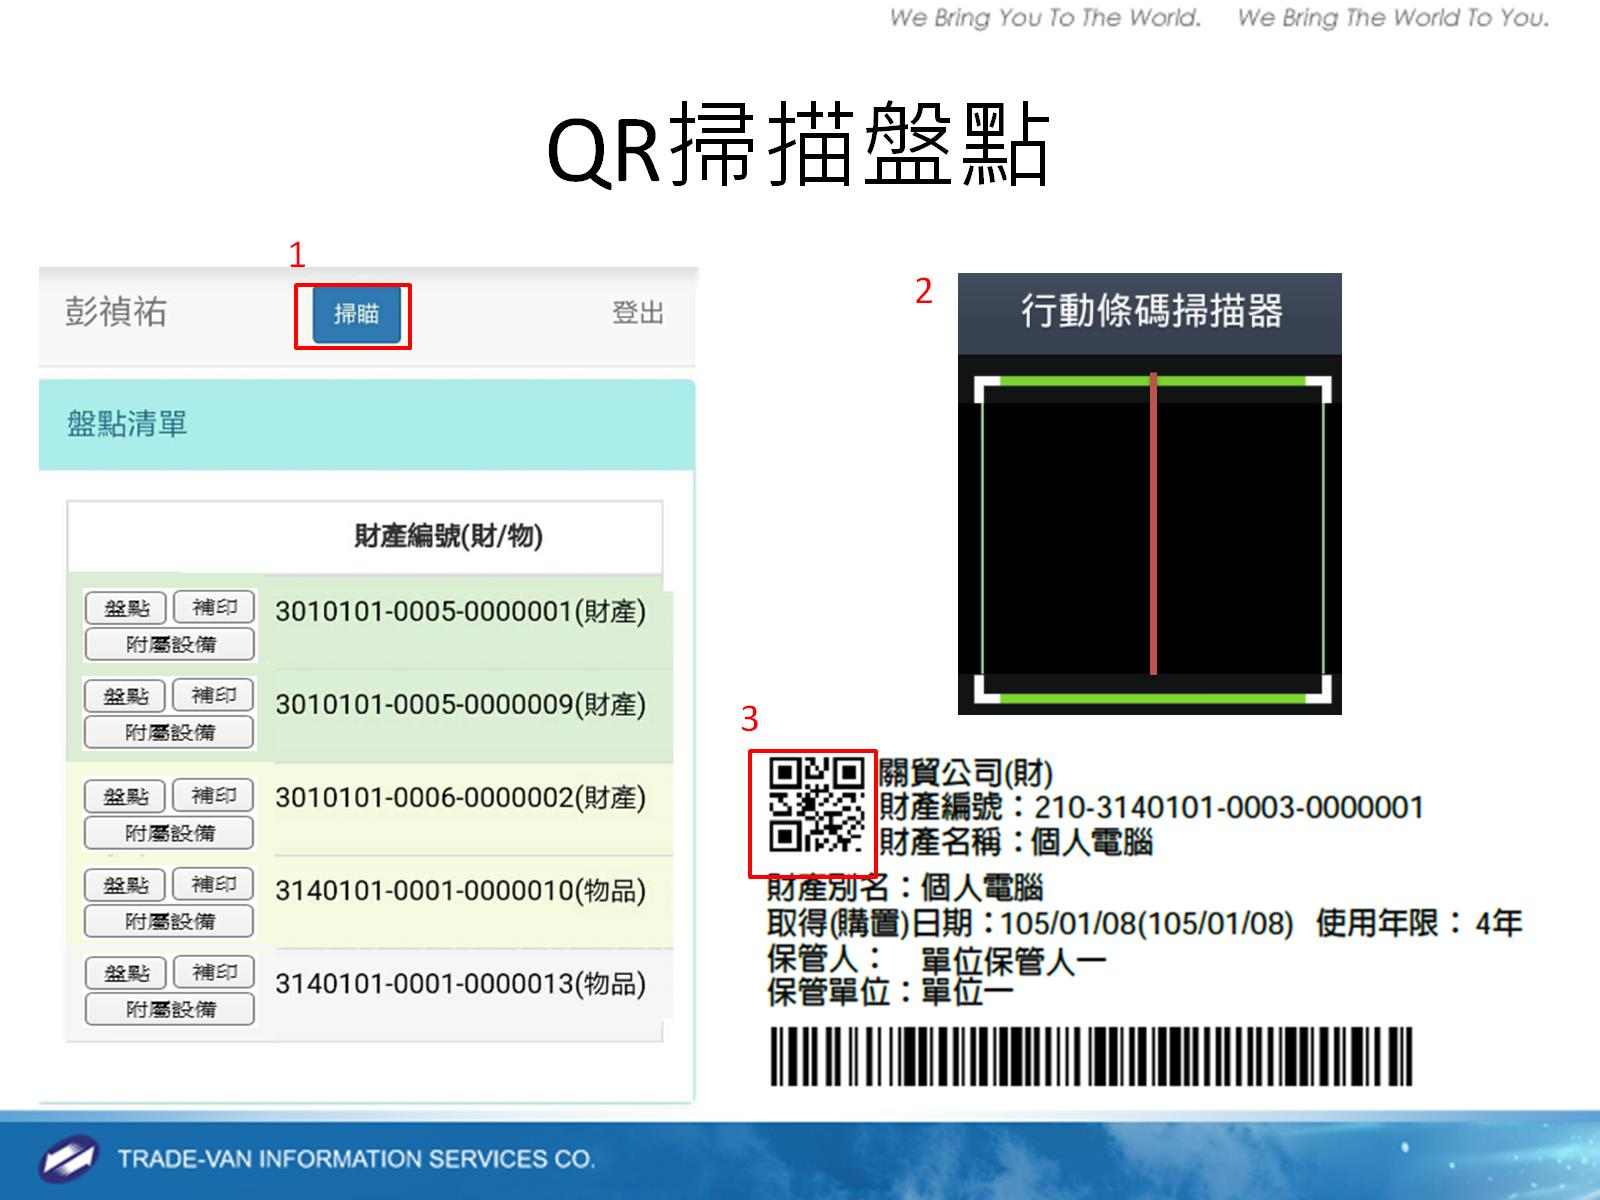 We Bring You To The World. We Bring The World To You.
QR掃描盤點
1
彭禎祐 掃瞄 登出
盤點清單
財產編號(財/物)
盤點 補印 3010101-0005-0000001(財產)
附屬設備
盤點 補印 3010101-0005-0000009(財產)
附屬設備
盤點 補印 3010101-0006-0000002(財產)
附屬設備
盤點 補印 3140101-0001-0000010(物品)
附屬設備
盤點 補印 3140101-0001-0000013(物品)
附屬設備
2
行動條碼掃描器
3
關貿公司(財)
財產編號：210-3140101-0003-0000001
財產名稱：個人電腦
財產別名：個人電腦
取得(購置)日期：105/01/08(105/01/08) 使用年限： 4年
保管人： 單位保管人一
保管單位：單位一
TRADE-VAN INFORMATION SERVICES CO.